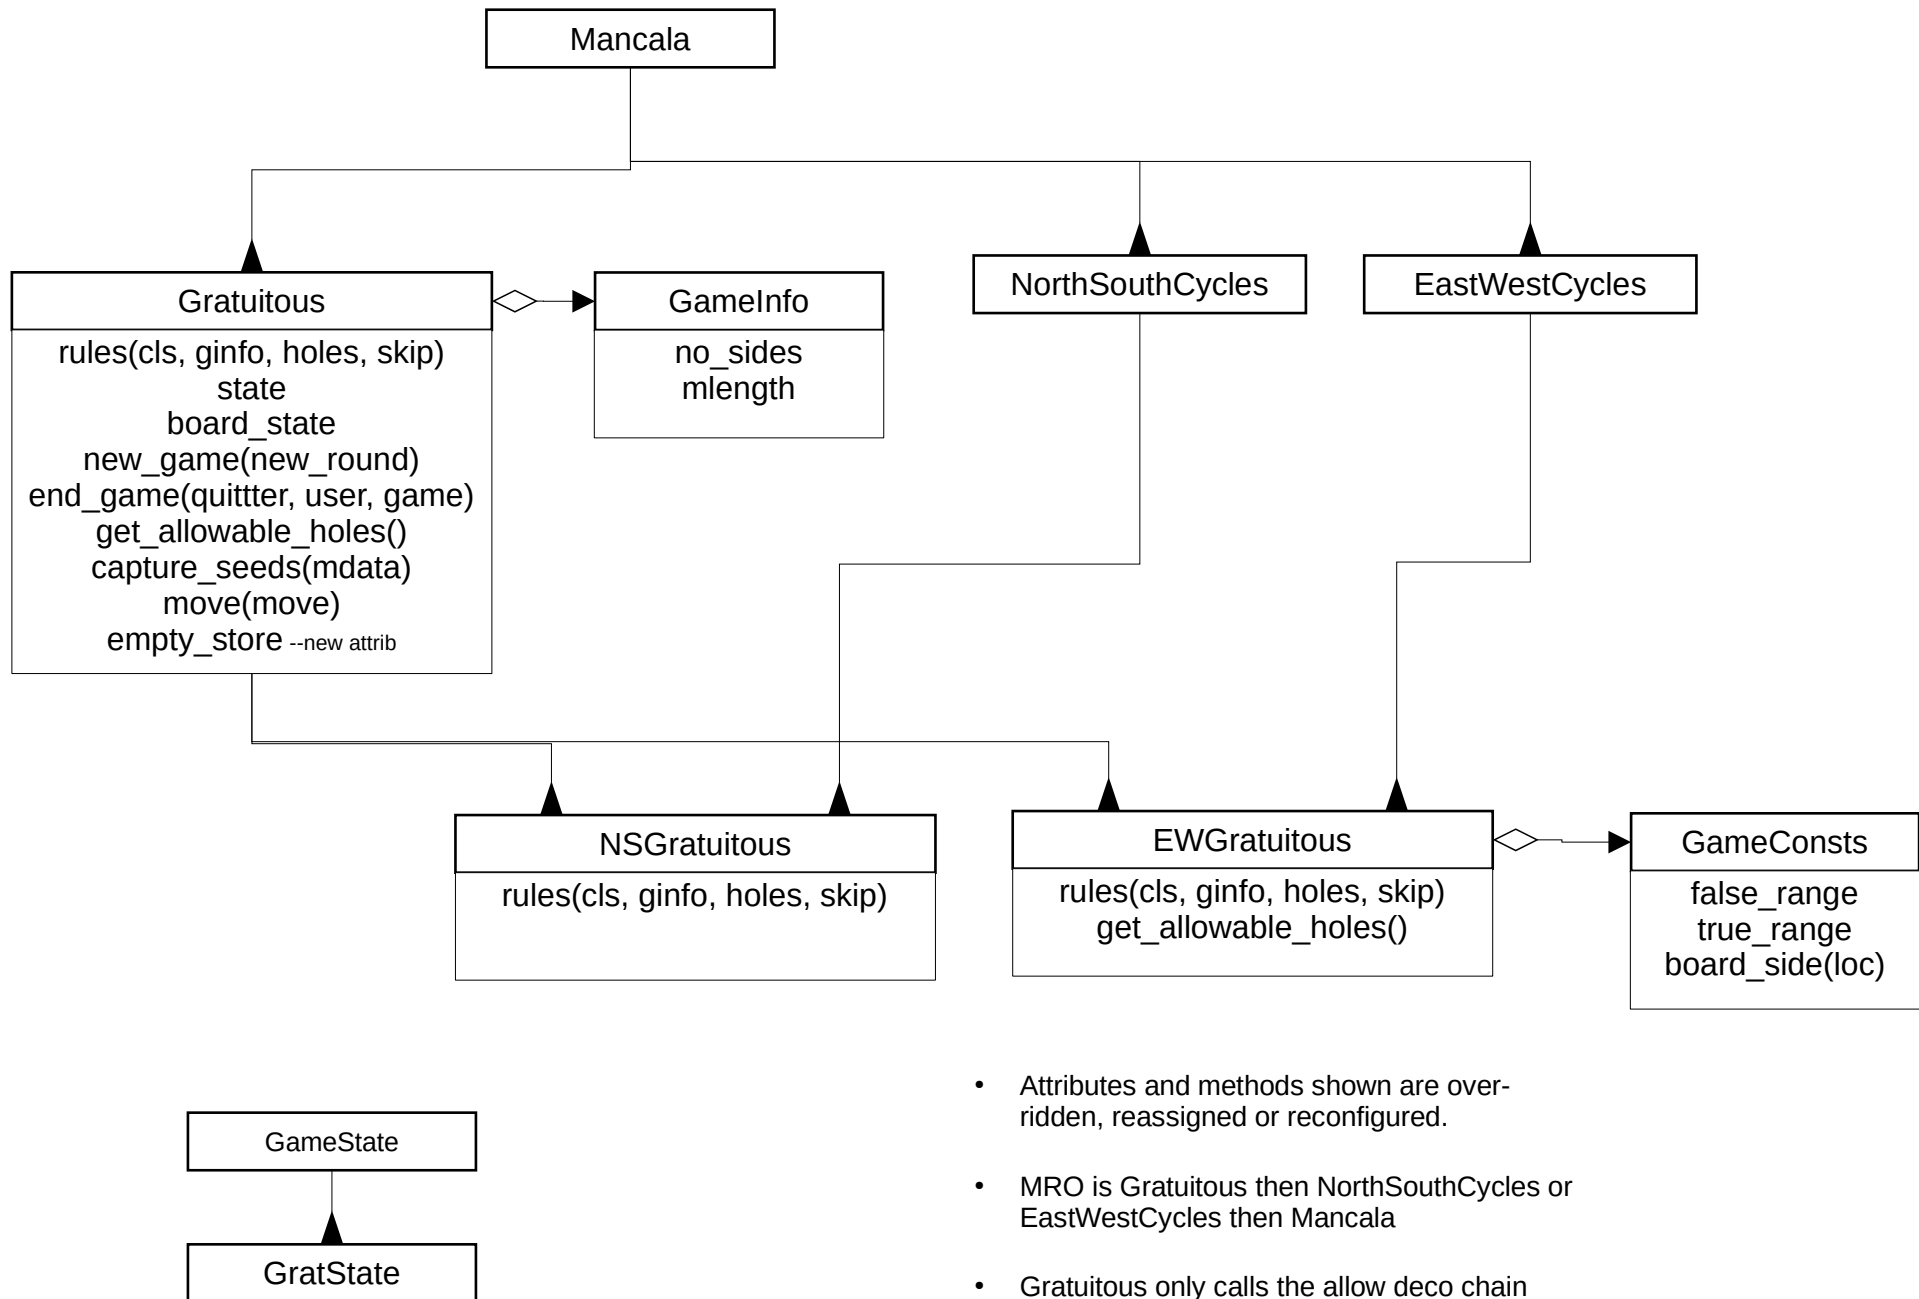 Mancala
Gratuitous
rules(cls, ginfo, holes, skip)
state
board_state
new_game(new_round)
end_game(quittter, user, game)
get_allowable_holes()
capture_seeds(mdata)
move(move)
empty_store --new attrib
GameInfo
no_sides
mlength
NorthSouthCycles
EastWestCycles
NSGratuitous
rules(cls, ginfo, holes, skip)
EWGratuitous
rules(cls, ginfo, holes, skip)
get_allowable_holes()
GameConsts
false_range
true_range
board_side(loc)
GameState
GratState
• Attributes and methods shown are over-
ridden, reassigned or reconfigured.
• MRO is Gratuitous then NorthSouthCycles or
EastWestCycles then Mancala
• Gratuitous only calls the allow deco chain